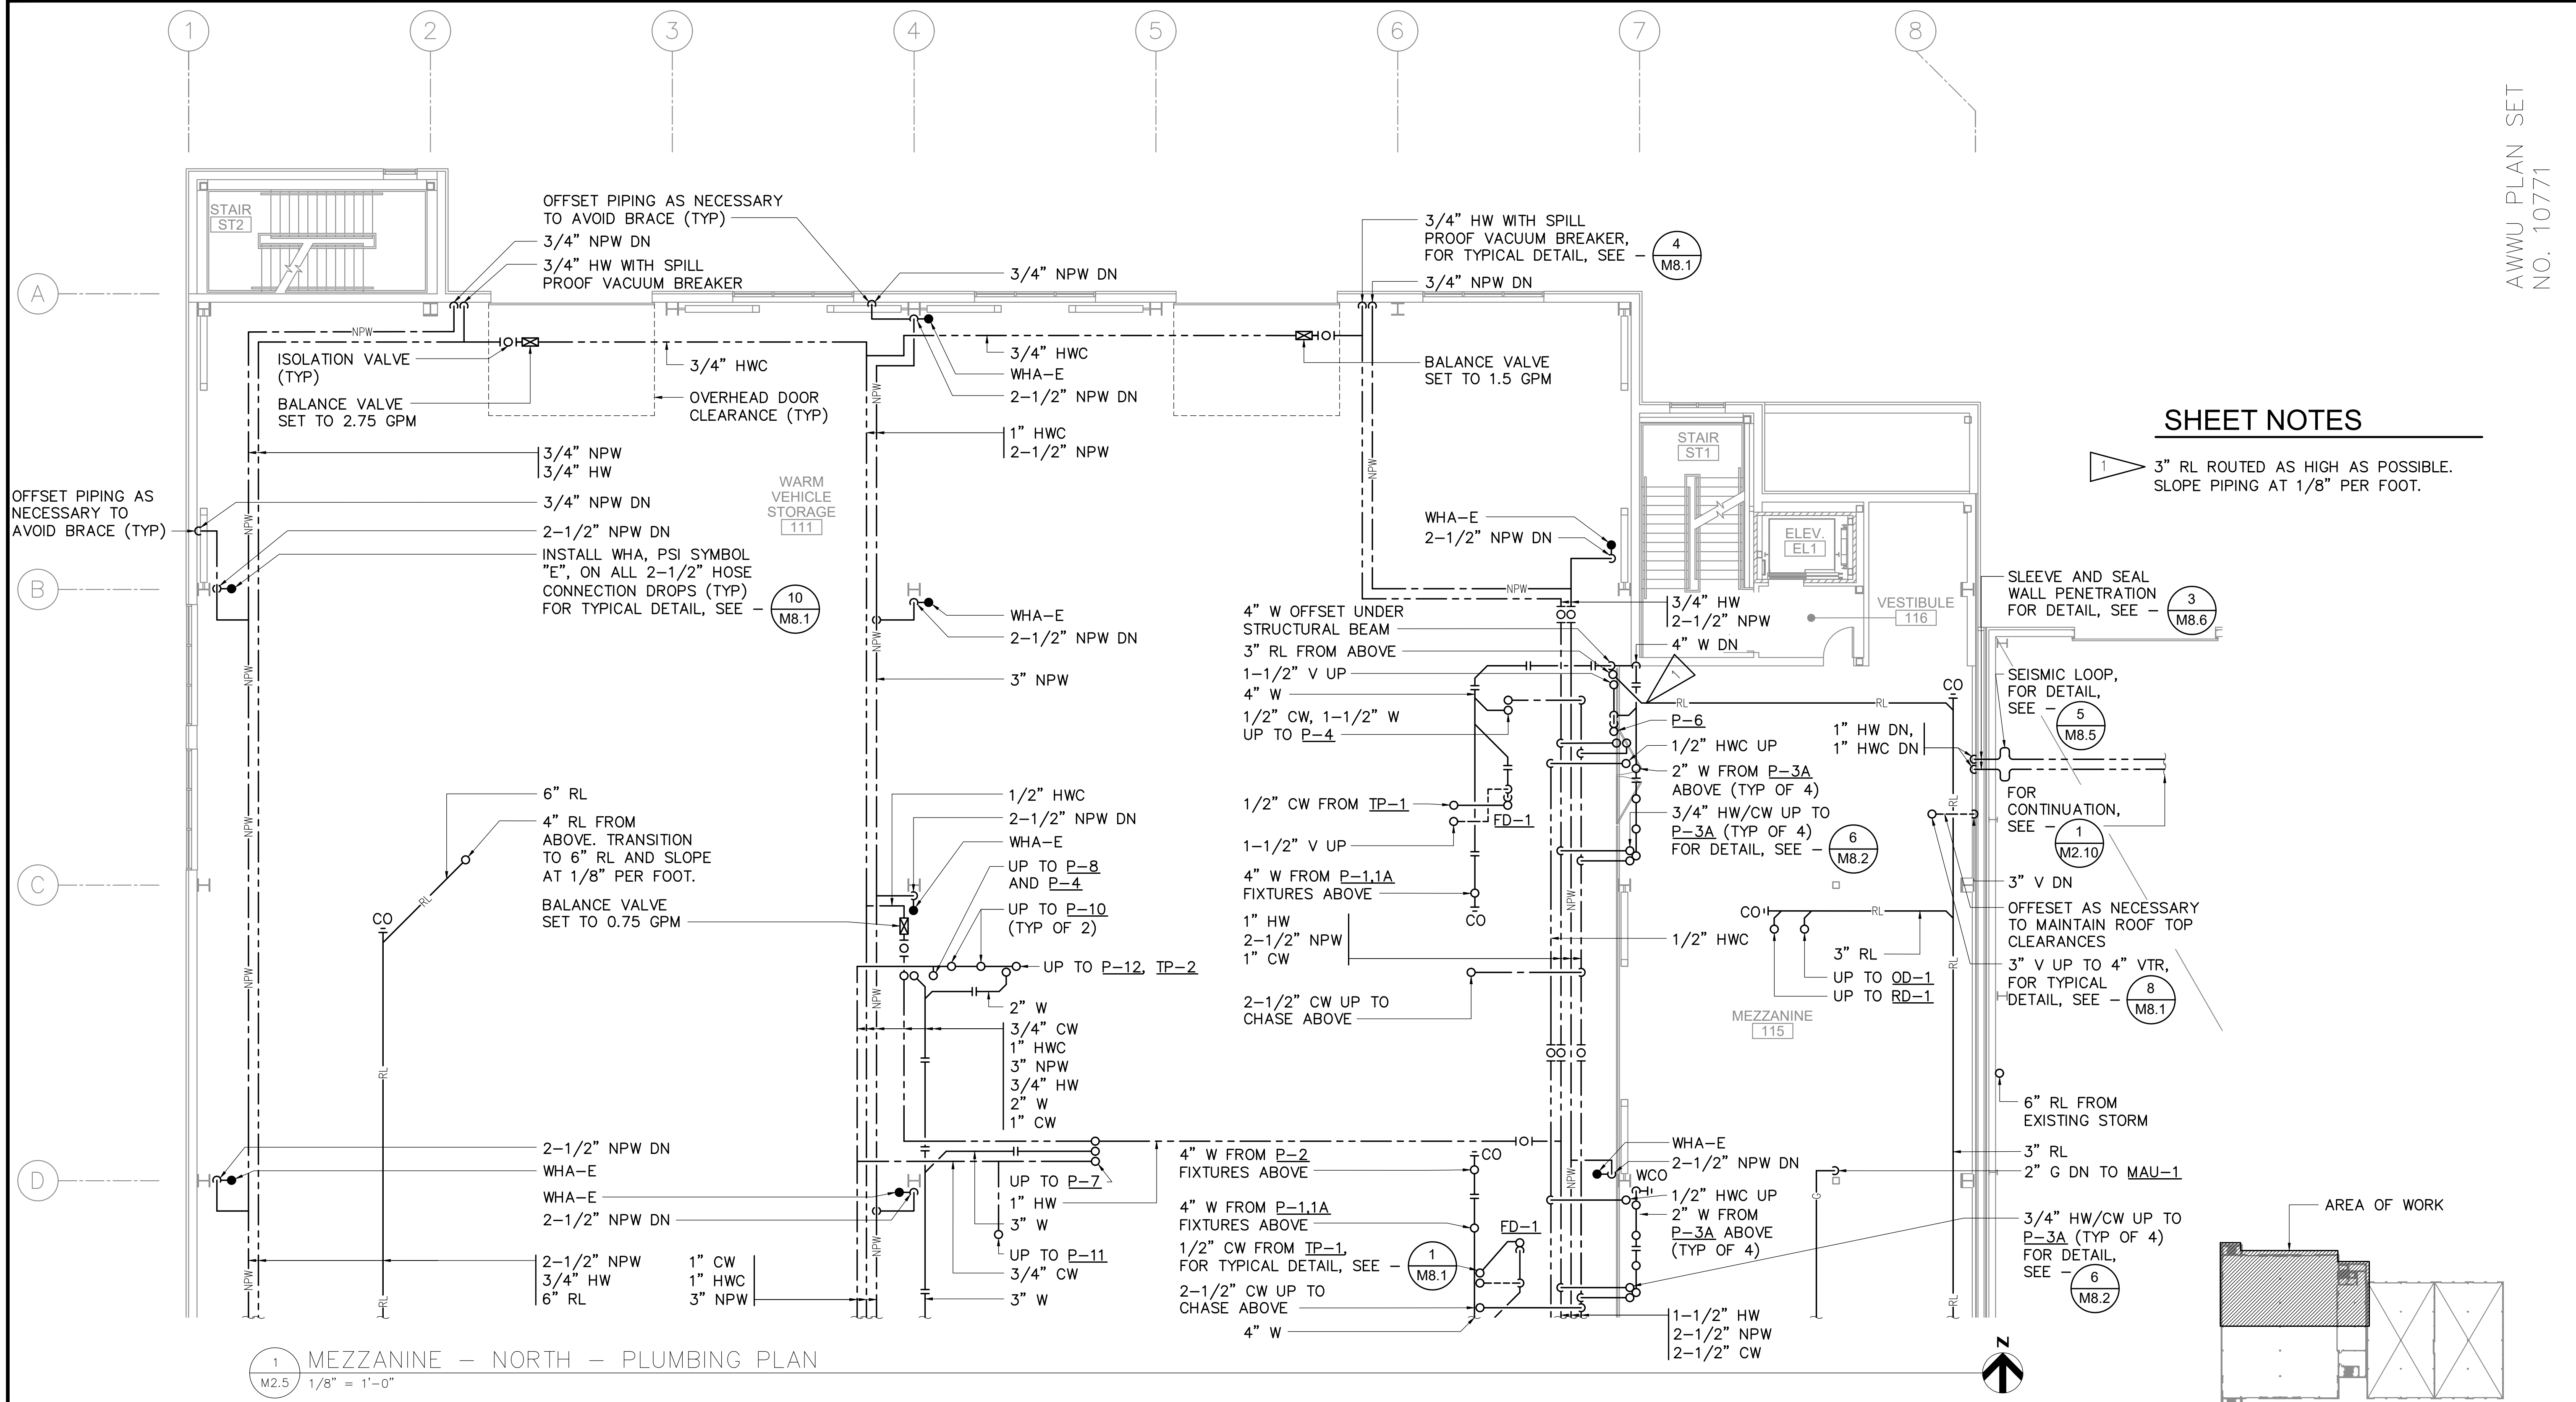 1
2
3
4
5
6
7
8
AWWU PLAN SET
NO. 10771
A
B
C
D
STAIR
ST2
OFFSET PIPING AS NECESSARY
TO AVOID BRACE (TYP)
3/4" NPW DN
3/4" HW WITH SPILL
PROOF VACUUM BREAKER
3/4" NPW DN
3/4" HW WITH SPILL
PROOF VACUUM BREAKER,
FOR TYPICAL DETAIL, SEE –
4
M8.1
3/4" NPW DN
NPW
ISOLATION VALVE
(TYP)
BALANCE VALVE
SET TO 2.75 GPM
3/4" HWC
OVERHEAD DOOR
CLEARANCE (TYP)
NPW
3/4" HWC
WHA-E
2-1/2" NPW DN
1" HWC
2-1/2" NPW
BALANCE VALVE
SET TO 1.5 GPM
NPW
SHEET NOTES
1
3" RL ROUTED AS HIGH AS POSSIBLE.
SLOPE PIPING AT 1/8" PER FOOT.
STAIR
ST1
ELEV.
EL1
VESTIBULE
116
3/4" NPW
3/4" HW
OFFSET PIPING AS
NECESSARY TO
AVOID BRACE (TYP)
3/4" NPW DN
NPW
2-1/2" NPW DN
INSTALL WHA, PSI SYMBOL
"E", ON ALL 2-1/2" HOSE
CONNECTION DROPS (TYP)
FOR TYPICAL DETAIL, SEE –
10
M8.1
WARM
VEHICLE
STORAGE
111
NPW
WHA-E
2-1/2" NPW DN
3" NPW
WHA-E
2-1/2" NPW DN
NPW
3/4" HW
2-1/2" NPW
4" W DN
4" W OFFSET UNDER
STRUCTURAL BEAM
3" RL FROM ABOVE
1-1/2" V UP
4" W
1/2" CW, 1-1/2" W
UP TO P-4
1/2" CW FROM TP-1
FD-1
1-1/2" V UP
4" W FROM P-1,1A
FIXTURES ABOVE
CO
1
RL
RL
CO
P-6
1/2" HWC UP
2" W FROM P-3A
ABOVE (TYP OF 4)
3/4" HW/CW UP TO
P-3A (TYP OF 4)
FOR DETAIL, SEE –
6
M8.2
SLEEVE AND SEAL
WALL PENETRATION
FOR DETAIL, SEE –
3
M8.6
SEISMIC LOOP,
FOR DETAIL,
SEE –
5
M8.5
1" HW DN,
1" HWC DN
FOR
CONTINUATION,
SEE –
1
M2.10
RL
3" V DN
OFFESET AS NECESSARY
TO MAINTAIN ROOF TOP
CLEARANCES
3" V UP TO 4" VTR,
FOR TYPICAL
DETAIL, SEE –
8
M8.1
NPW
NPW
6" RL
4" RL FROM
ABOVE. TRANSITION
TO 6" RL AND SLOPE
AT 1/8" PER FOOT.
RL
CO
BALANCE VALVE
SET TO 0.75 GPM
1/2" HWC
2-1/2" NPW DN
WHA-E
UP TO P-8
AND P-4
UP TO P-10
(TYP OF 2)
UP TO P-12, TP-2
NPW
2" W
3/4" CW
1" HWC
3" NPW
3/4" HW
2" W
1" CW
1" HW
2-1/2" NPW
1" CW
NPW
2-1/2" CW UP TO
CHASE ABOVE
1/2" HWC
CO
RL
3" RL
UP TO OD-1
UP TO RD-1
RL
MEZZANINE
115
RL
6" RL FROM
EXISTING STORM
3" RL
2" G DN TO MAU-1
G
2-1/2" NPW DN
WHA-E
WHA-E
2-1/2" NPW DN
UP TO P-7
1" HW
3" W
UP TO P-11
3/4" CW
3" W
4" W FROM P-2
FIXTURES ABOVE
CO
4" W FROM P-1,1A
FIXTURES ABOVE
FD-1
1/2" CW FROM TP-1,
FOR TYPICAL DETAIL, SEE –
1
M8.1
2-1/2" CW UP TO
CHASE ABOVE
4" W
WHA-E
2-1/2" NPW DN
NPW
WCO
1/2" HWC UP
2" W FROM
P-3A ABOVE
(TYP OF 4)
3/4" HW/CW UP TO
P-3A (TYP OF 4)
FOR DETAIL,
SEE –
6
M8.2
AREA OF WORK
NPW
RL
2-1/2" NPW
3/4" HW
6" RL
1" CW
1" HWC
3" NPW
NPW
1-1/2" HW
2-1/2" NPW
2-1/2" CW
RL
1
M2.5
MEZZANINE – NORTH – PLUMBING PLAN
1/8" = 1'-0"
N